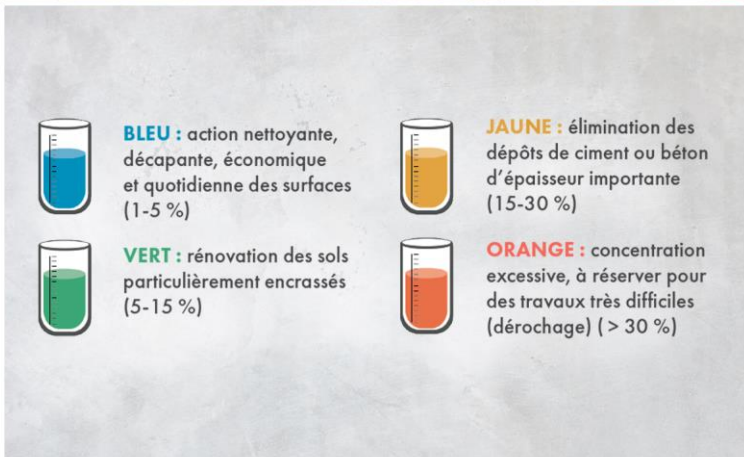 BLEU : action nettoyante,
décapante, économique
et quotidienne des surfaces
(1-5 %)
VERT : rénovation des sols
particulièrement encrassés
(5-15 %)
JAUNE : élimination des
dépôts de ciment ou béton
d'épaisseur importante
(15-30 %)
ORANGE : concentration
excessive, à réserver pour
des travaux très difficiles
(dérochage) ( > 30 %)